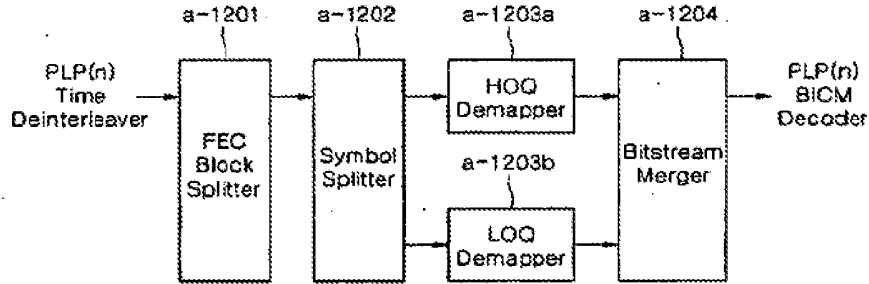 a-1201
a-1202
a-1203a
a-1204
PLP(n)
Time
Deinterleaver
FEC
Block
Splitter
Symbol
Splitter
HOQ
Demapper
a-1203b
LOQ
Demapper
Bitstream
Merger
PLP(n)
BICM
Decoder